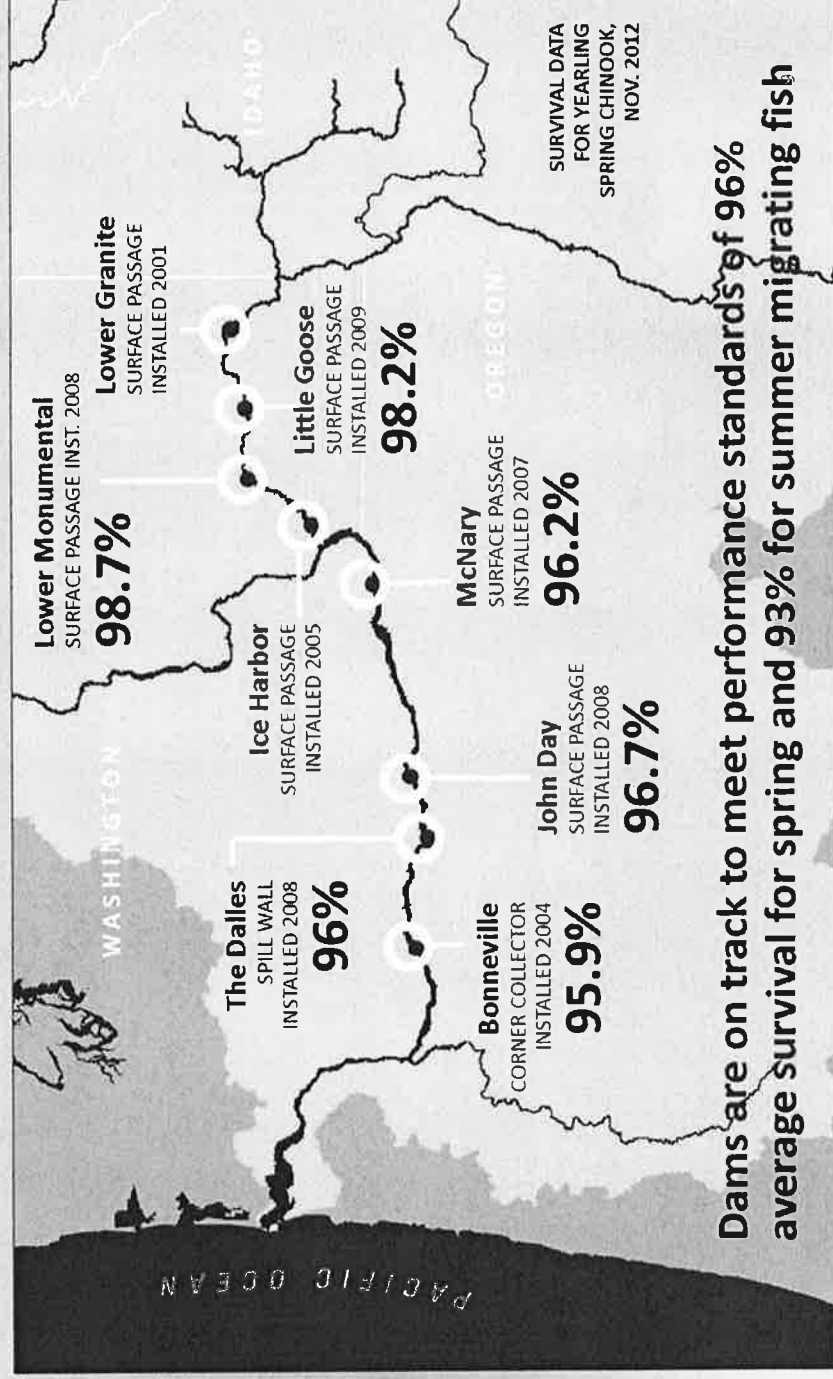 WASHINGTON
IDAHO
OREGON
PACIFIC OCEAN
Lower Monumental
SURFACE PASSAGE INST. 2008
98.7%
Lower Granite
SURFACE PASSAGE
INSTALLED 2001
Ice Harbor
SURFACE PASSAGE
INSTALLED 2005
Little Goose
SURFACE PASSAGE
INSTALLED 2009
98.2%
The Dalles
SPILL WALL
INSTALLED 2008
96%
McNary
SURFACE PASSAGE
INSTALLED 2007
96.2%
Bonneville
CORNER COLLECTOR
INSTALLED 2004
95.9%
John Day
SURFACE PASSAGE
INSTALLED 2008
96.7%
SURVIVAL DATA
FOR YEARLING
SPRING CHINOOK,
NOV. 2012
Dams are on track to meet performance standards of 96%
average survival for spring and 93% for summer migrating fish